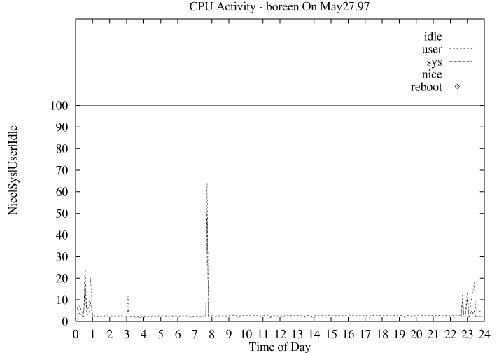 CPU Activity - boreen On May27.97
idle
user
sys
nice
reboot
100
90
80
70
60
50
40
30
20
10
0
Nice|Sys|User|Idle
0 1 2 3 4 5 6 7 8 9 10 11 12 13 14 15 16 17 18 19 20 21 22 23 24
Time of Day